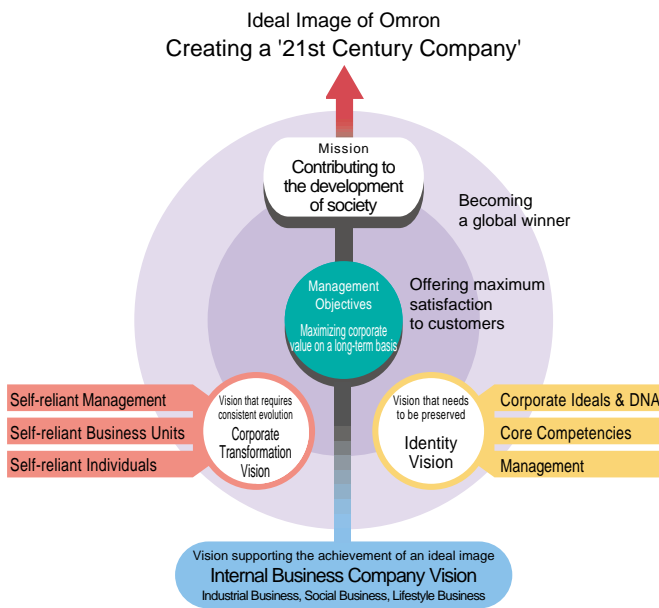 Ideal Image of Omron
Creating a '21st Century Company'
Mission
Contributing to
the development
of society
Becoming
a global winner
Management
Objectives
Maximizing corporate
value on a long-term basis
Offering maximum
satisfaction
to customers
Self-reliant Management
Self-reliant Business Units
Self-reliant Individuals
Vision that requires
consistent evolution
Corporate
Transformation
Vision
Vision that needs
to be preserved
Identity
Vision
Corporate Ideals & DNA
Core Competencies
Management
Vision supporting the achievement of an ideal image
Internal Business Company Vision
Industrial Business, Social Business, Lifestyle Business